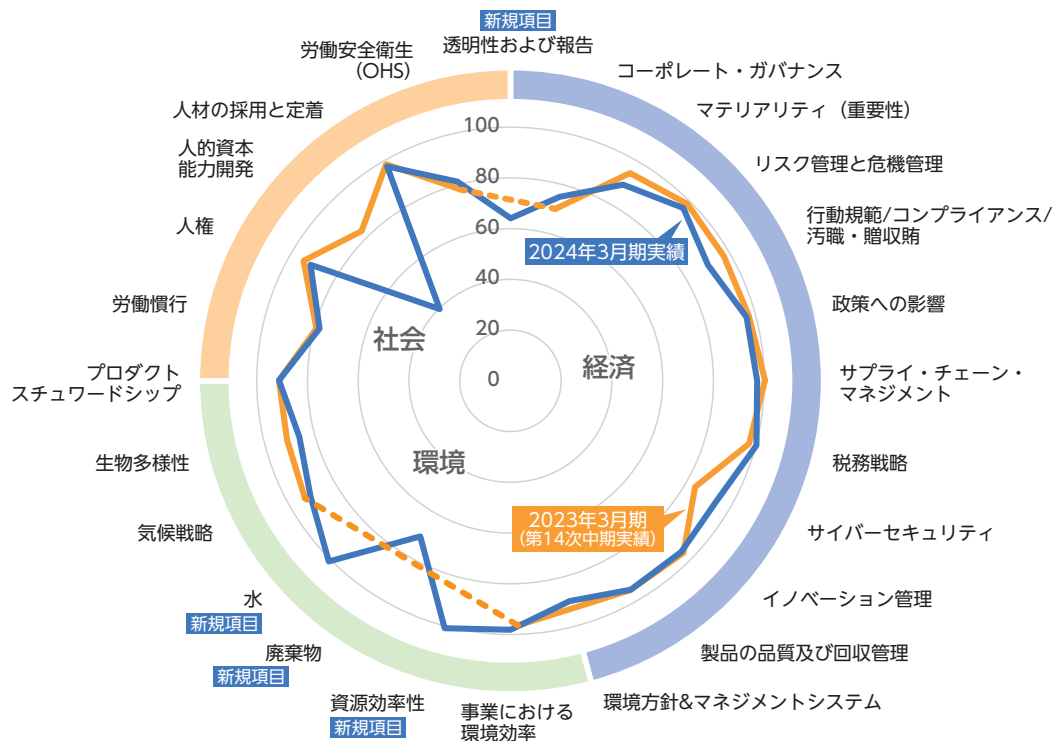 新規項目
透明性および報告
コーポレート・ガバナンス
マテリアリティ（重要性）
リスク管理と危機管理
行動規範/コンプライアンス/
汚職・贈収賄
政策への影響
サプライ・チェーン・
マネジメント
税務戦略
サイバーセキュリティ
イノベーション管理
製品の品質及び回収管理
環境方針&マネジメントシステム
事業における
環境効率
資源効率性
新規項目
廃棄物
新規項目
水
新規項目
気候戦略
生物多様性
プロダクト
スチュワードシップ
労働慣行
人権
人的資本
能力開発
人材の採用と定着
労働安全衛生
（OHS）
100
80
60
40
20
0
2024年3月期実績
社会
経済
環境
2023年3月期
（第14次中期実績）